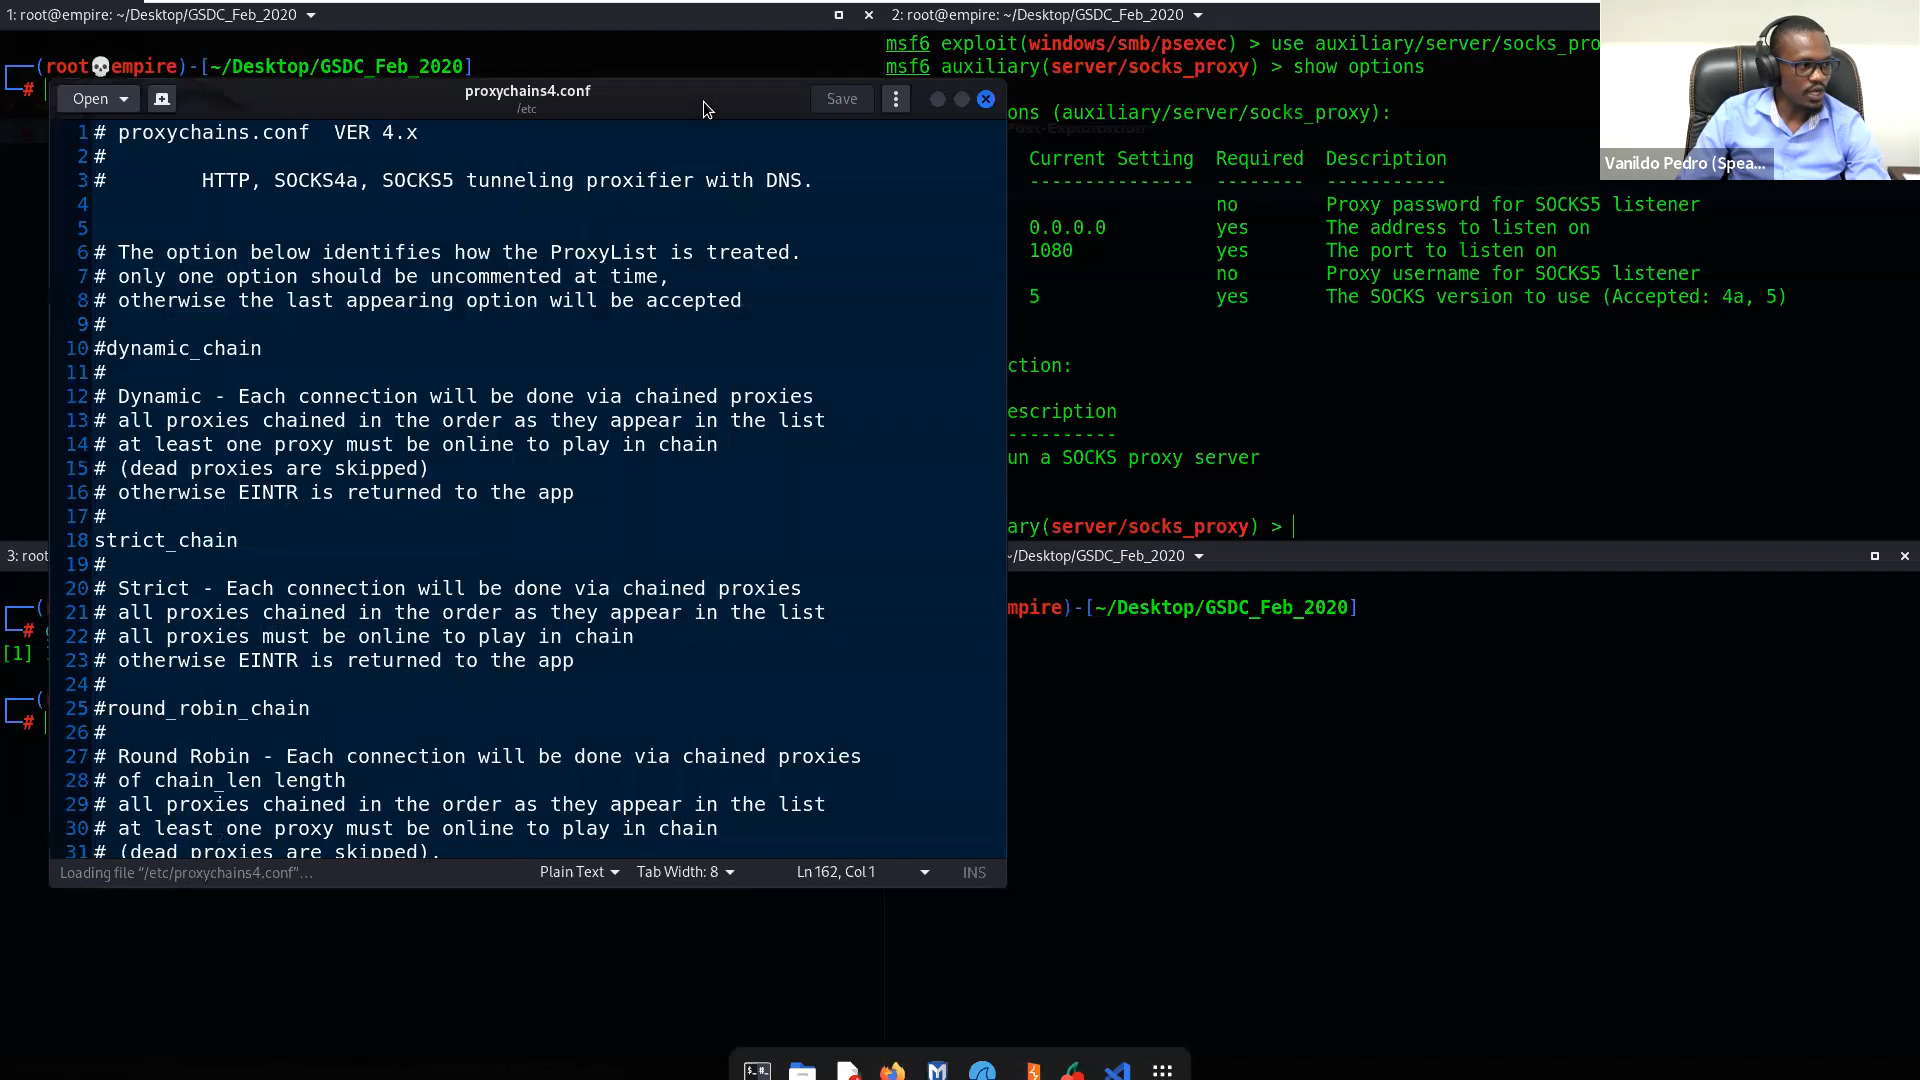 1: root@empire: ~/Desktop/GSDC_Feb_2020
2: root@empire: ~/Desktop/GSDC_Feb_2020
(root💀empire)-[~/Desktop/GSDC_Feb_2020]
#
msf6 exploit(windows/smb/psexec) > use auxiliary/server/socks_pro
msf6 auxiliary(server/socks_proxy) > show options
ons (auxiliary/server/socks_proxy):
Current Setting Required Description
--------------- -------- -----------
no Proxy password for SOCKS5 listener
0.0.0.0 yes The address to listen on
1080 yes The port to listen on
no Proxy username for SOCKS5 listener
5 yes The SOCKS version to use (Accepted: 4a, 5)
ction:
escription
----------
un a SOCKS proxy server
ary(server/socks_proxy) >
Vanildo Pedro (Spea...
Open
proxychains4.conf
/etc
Save
1 # proxychains.conf  VER 4.x
2 #
3 #         HTTP, SOCKS4a, SOCKS5 tunneling proxifier with DNS.
4
5
6 # The option below identifies how the ProxyList is treated.
7 # only one option should be uncommented at time,
8 # otherwise the last appearing option will be accepted
9 #
10 #dynamic_chain
11 #
12 # Dynamic - Each connection will be done via chained proxies
13 # all proxies chained in the order as they appear in the list
14 # at least one proxy must be online to play in chain
15 # (dead proxies are skipped)
16 # otherwise EINTR is returned to the app
17 #
18 strict_chain
19 #
20 # Strict - Each connection will be done via chained proxies
21 # all proxies chained in the order as they appear in the list
22 # all proxies must be online to play in chain
23 # otherwise EINTR is returned to the app
24 #
25 #round_robin_chain
26 #
27 # Round Robin - Each connection will be done via chained proxies
28 # of chain_len length
29 # all proxies chained in the order as they appear in the list
30 # at least one proxy must be online to play in chain
31 # (dead proxies are skipped).
Loading file "/etc/proxychains4.conf"...
Plain Text
Tab Width: 8
Ln 162, Col 1
INS
3: root
#
[1]
#
~/Desktop/GSDC_Feb_2020
mpire)-[~/Desktop/GSDC_Feb_2020]